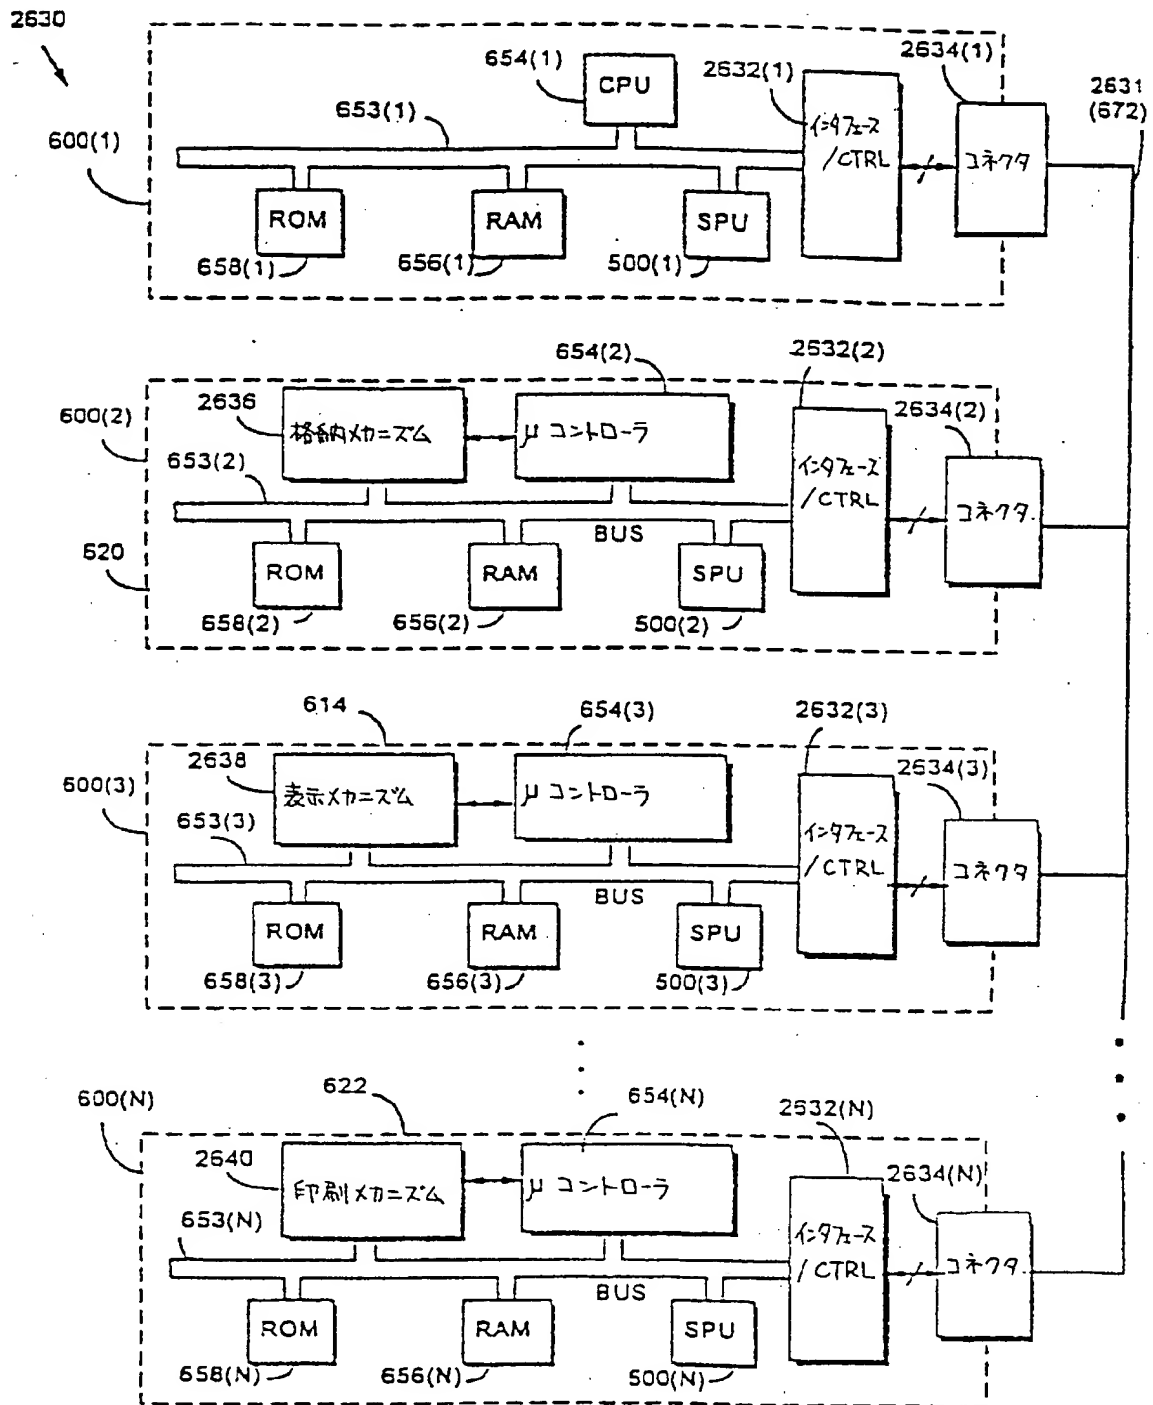 2630
600(1)
653(1)
654(1)
CPU
2632(1)
インタフェース
/CTRL
2634(1)
コネクタ
2631
(672)
ROM
RAM
SPU
658(1)
656(1)
500(1)
600(2)
2636
格納メカニズム
654(2)
μコントローラ
2632(2)
インタフェース
/CTRL
2634(2)
コネクタ
653(2)
BUS
620
ROM
RAM
SPU
658(2)
656(2)
500(2)
614
654(3)
2632(3)
2634(3)
600(3)
2638
表示メカニズム
μコントローラ
インタフェース
/CTRL
コネクタ
653(3)
BUS
ROM
RAM
SPU
658(3)
656(3)
500(3)
600(N)
622
654(N)
2632(N)
2634(N)
2640
印刷メカニズム
μコントローラ
インタフェース
/CTRL
コネクタ
653(N)
BUS
ROM
RAM
SPU
658(N)
656(N)
500(N)